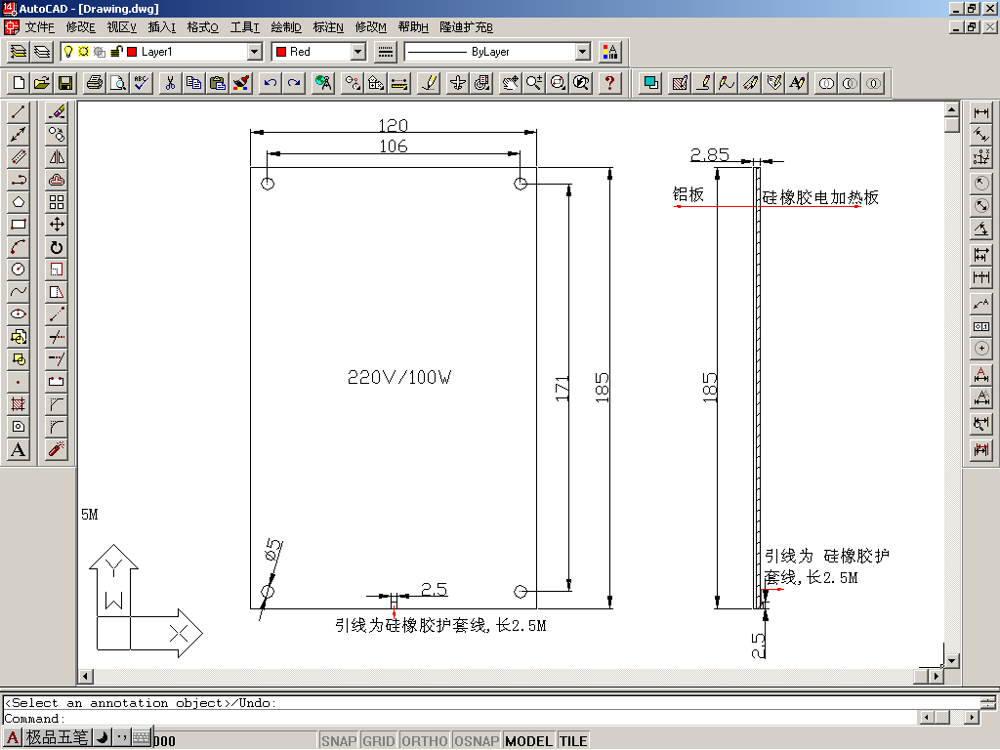 AutoCAD - [Drawing.dwg]
文件F 修改E 视区V 插入I 格式O 工具T 绘制D 标注N 修改M 帮助H 隆迪扩充B
Layer1 Red ByLayer
120
106
2.85
铝板
硅橡胶电加热板
220V/100W
171
185
185
5M
ø5
2.5
引线为硅橡胶护套线,长2.5M
引线为 硅橡胶护
套线,长2.5M
2.5
Y
W
X
<Select an annotation object>/Undo:
Command:
极品五笔
000
SNAP GRID ORTHO OSNAP MODEL TILE